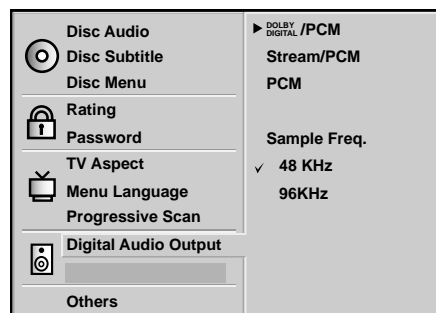 Disc Audio
Disc Subtitle
Disc Menu
Rating
Password
TV Aspect
Menu Language
Progressive Scan
Digital Audio Output
Others
DOLBY DIGITAL /PCM
Stream/PCM
PCM
Sample Freq.
48 KHz
96KHz